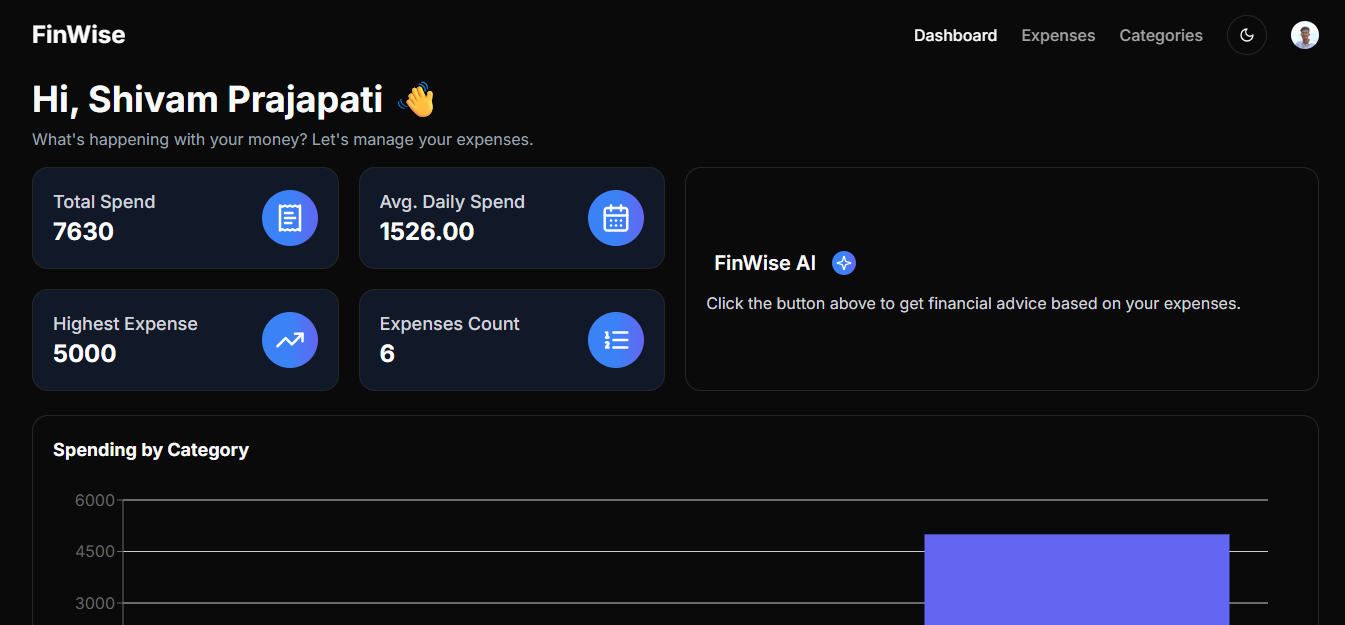 FinWise
Dashboard Expenses Categories
Hi, Shivam Prajapati 👋
What's happening with your money? Let's manage your expenses.
Total Spend
7630
Avg. Daily Spend
1526.00
Highest Expense
5000
Expenses Count
6
FinWise AI
Click the button above to get financial advice based on your expenses.
Spending by Category
6000
4500
3000